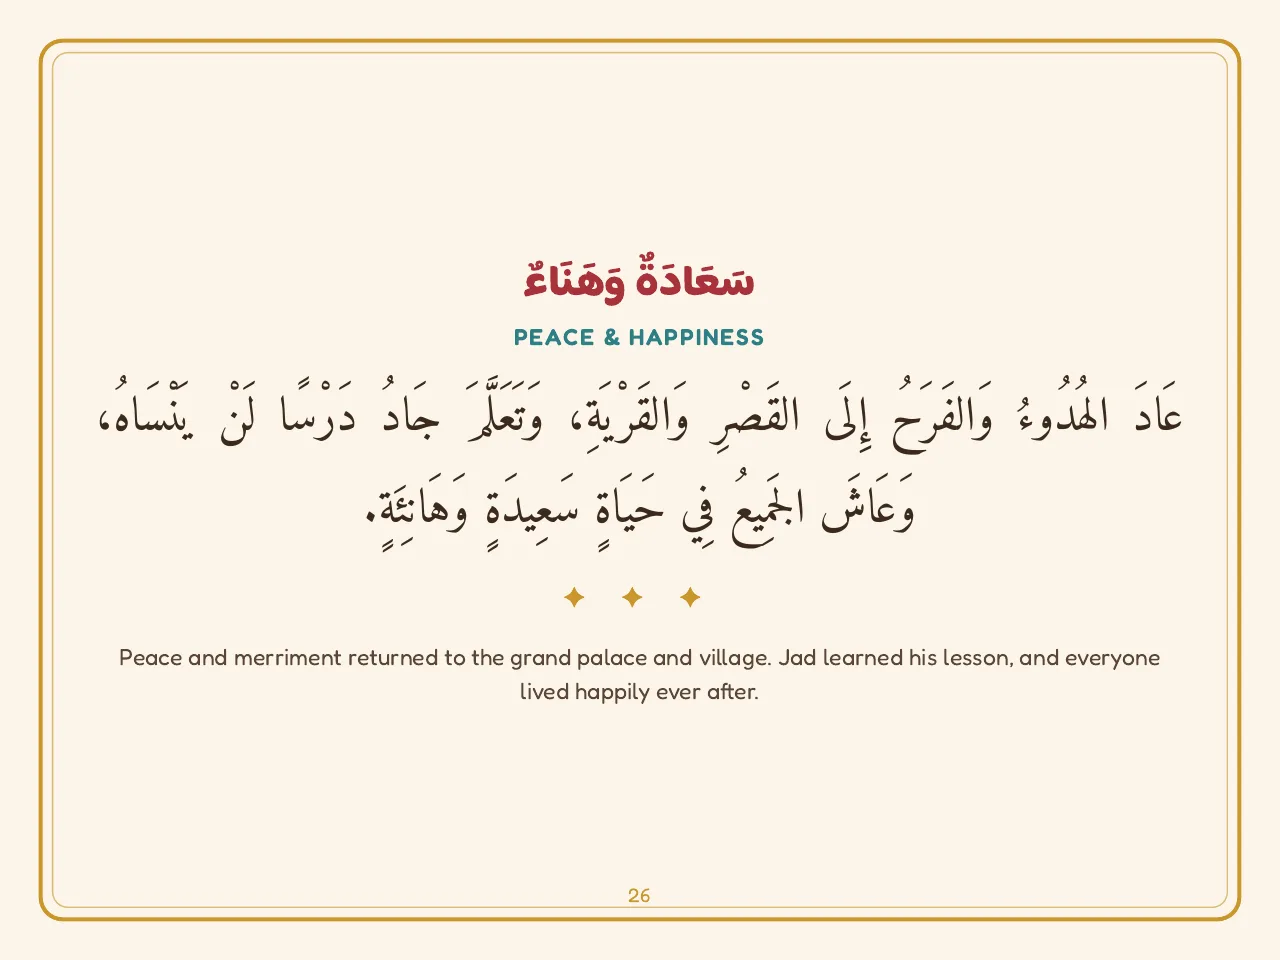 سَعَادَةٌ وَهَنَاءٌ
PEACE & HAPPINESS
عَادَ الهُدُوءُ وَالفَرَحُ إِلَى القَصْرِ وَالقَرْيَةِ، وَتَعَلَّمَ جَادُ دَرْسًا لَنْ يَنْسَاهُ،
وَعَاشَ الجَمِيعُ فِي حَيَاةٍ سَعِيدَةٍ وَهَانِئَةٍ.
Peace and merriment returned to the grand palace and village. Jad learned his lesson, and everyone
lived happily ever after.
26